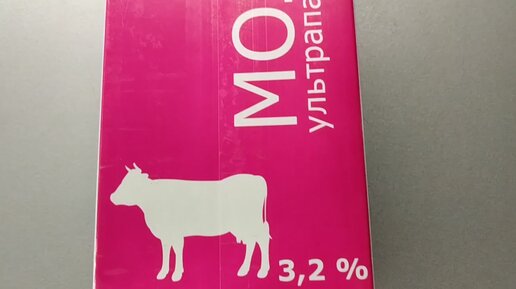 МО
ультрапа
3,2 %